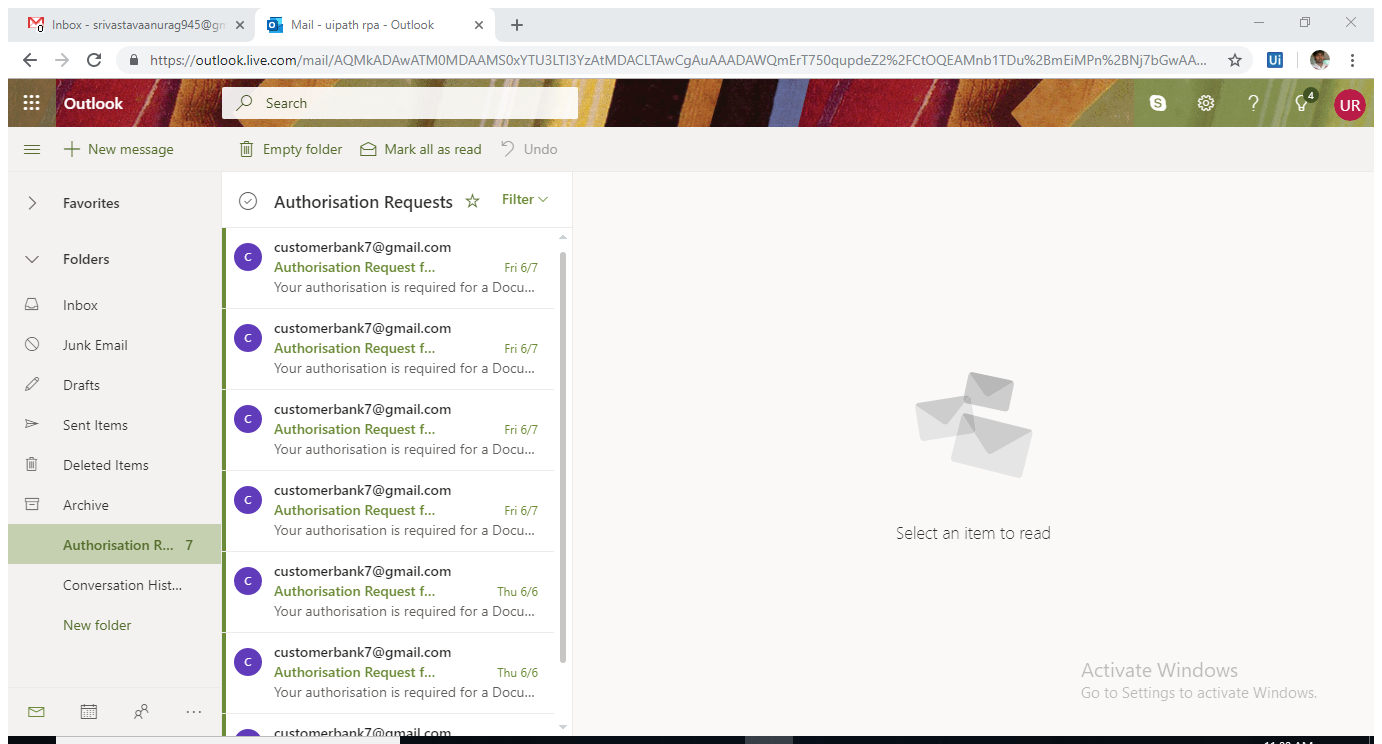 Inbox - srivastavaanurag945@gm
Mail - uipath rpa - Outlook
https://outlook.live.com/mail/AQMkADAwATM0MDAAMS0xYTU3LTI3YzAtMDACLTAwCgAuAAADAWQmErT750qupdeZ2%2FCtOQEAMnb1TDu%2BmEiMPn%2BNj7bGwAA...
Ui
Outlook
Search
4
UR
New message
Empty folder
Mark all as read
Undo
Favorites
Folders
Inbox
Junk Email
Drafts
Sent Items
Deleted Items
Archive
Authorisation R... 7
Conversation Hist...
New folder
Authorisation Requests
Filter
C
customerbank7@gmail.com
Authorisation Request f... Fri 6/7
Your authorisation is required for a Docu...
C
customerbank7@gmail.com
Authorisation Request f... Fri 6/7
Your authorisation is required for a Docu...
C
customerbank7@gmail.com
Authorisation Request f... Fri 6/7
Your authorisation is required for a Docu...
C
customerbank7@gmail.com
Authorisation Request f... Fri 6/7
Your authorisation is required for a Docu...
C
customerbank7@gmail.com
Authorisation Request f... Thu 6/6
Your authorisation is required for a Docu...
C
customerbank7@gmail.com
Authorisation Request f... Thu 6/6
Your authorisation is required for a Docu...
customerbank7@gmail.com
Select an item to read
Activate Windows
Go to Settings to activate Windows.